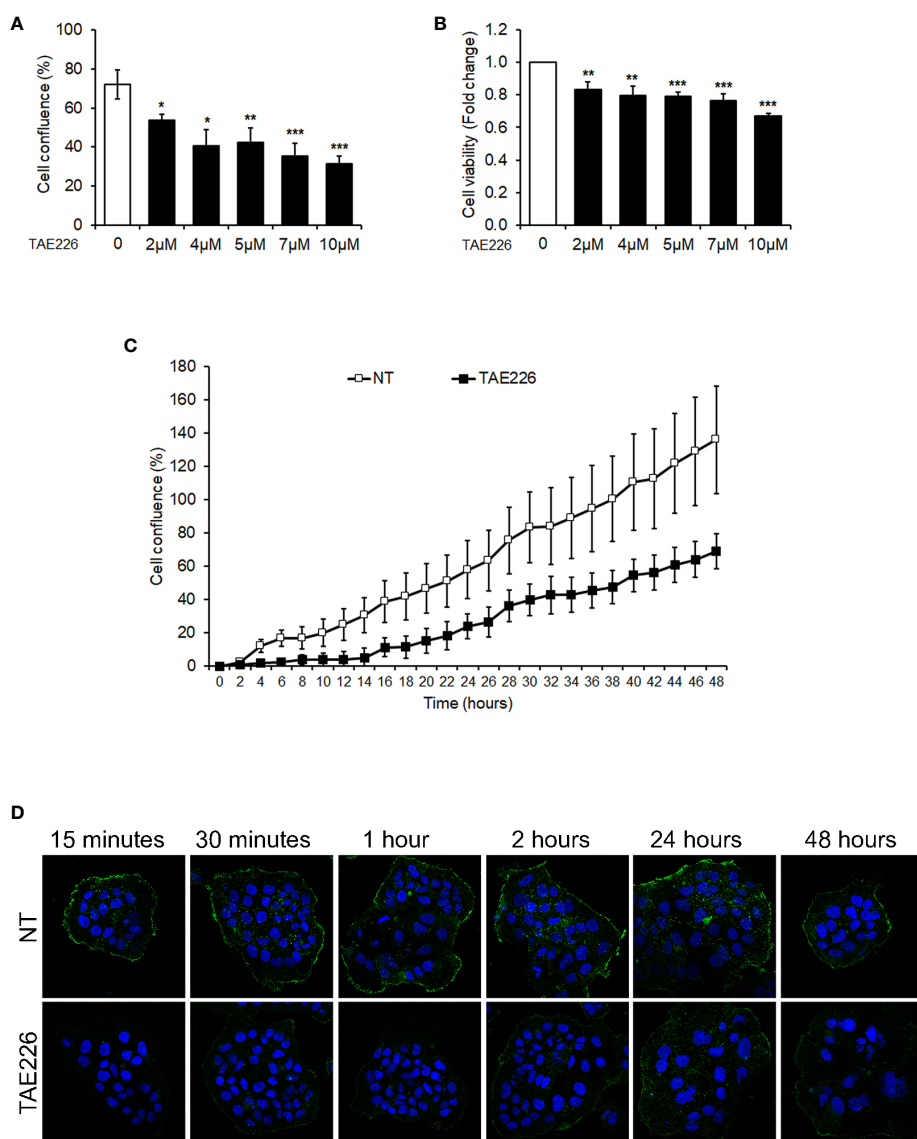 A
Cell confluence (%)
100
80
60
40
20
0
* * ** *** ***
TAE226 0 2µM 4µM 5µM 7µM 10µM
B
Cell viability (Fold change)
1.2
1.0
0.8
0.6
0.4
0.2
0.0
** ** *** *** ***
TAE226 0 2µM 4µM 5µM 7µM 10µM
C
Cell confluence (%)
180
160
140
120
100
80
60
40
20
0
NT TAE226
0 2 4 6 8 10 12 14 16 18 20 22 24 26 28 30 32 34 36 38 40 42 44 46 48
Time (hours)
D
15 minutes 30 minutes 1 hour 2 hours 24 hours 48 hours
NT
TAE226